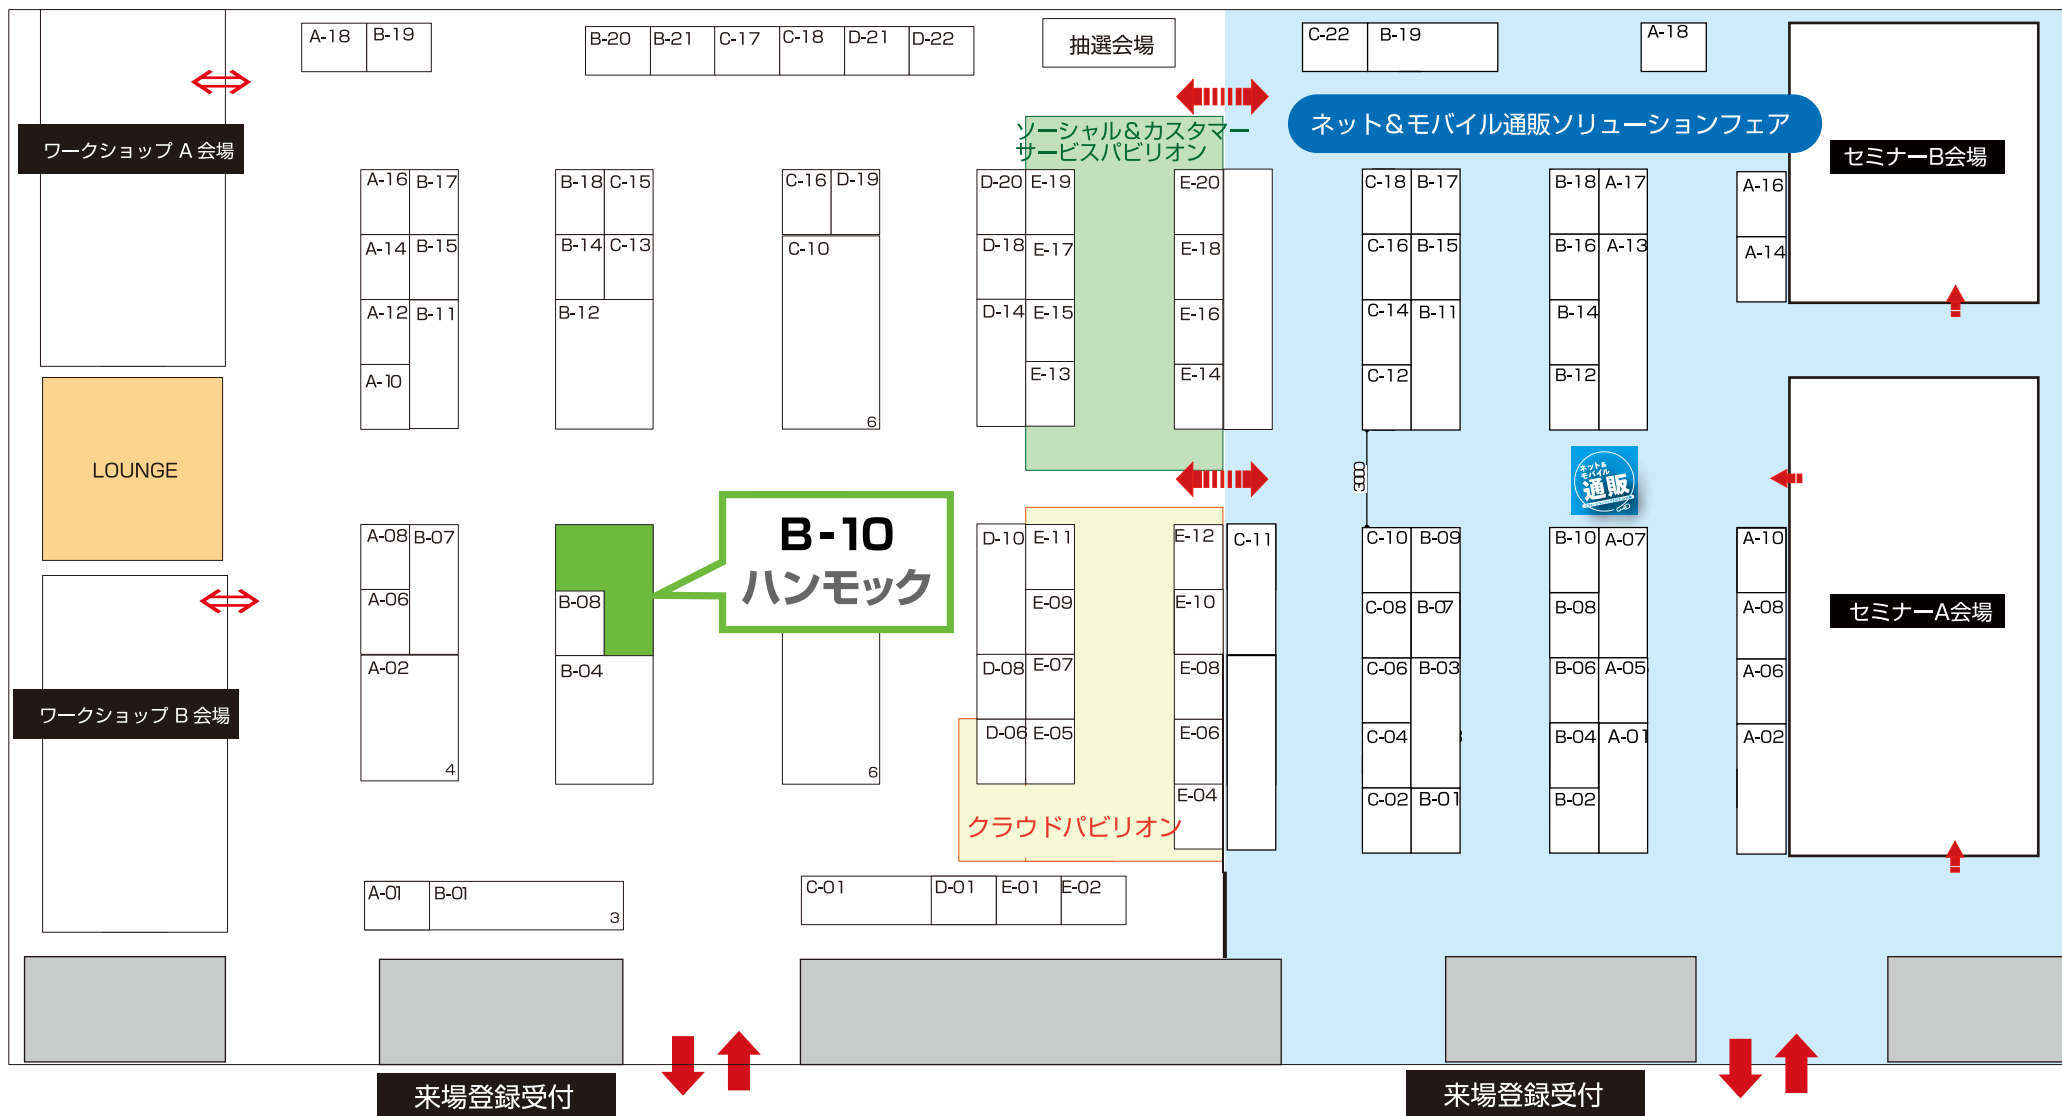 A-18 B-19
B-20 B-21 C-17 C-18 D-21 D-22
抽選会場
C-22 B-19
A-18
ネット&モバイル通販ソリューションフェア
ソーシャル&カスタマー
サービスパビリオン
ワークショップ A 会場
セミナーB会場
A-16 B-17
B-18 C-15
C-16 D-19
D-20 E-19
E-20
C-18 B-17
B-18 A-17
A-16
A-14 B-15
B-14 C-13
C-10
D-18 E-17
E-18
C-16 B-15
B-16 A-13
A-14
A-12 B-11
B-12
D-14 E-15
E-16
C-14 B-11
B-14
A-10
E-13
E-14
C-12
B-12
6
LOUNGE
3000
ネット&
モバイル
通販
B-10
ハンモック
A-08 B-07
D-10 E-11
E-12
C-11
C-10 B-09
B-10 A-07
A-10
A-06
B-08
E-09
E-10
C-08 B-07
B-08
A-08
セミナーA会場
A-02
B-04
D-08 E-07
E-08
C-06 B-03
B-06 A-05
A-06
ワークショップ B 会場
D-06 E-05
E-06
C-04
B-04 A-01
A-02
4
6
E-04
C-02 B-01
B-02
クラウドパビリオン
A-01 B-01
3
C-01 D-01 E-01 E-02
来場登録受付
来場登録受付